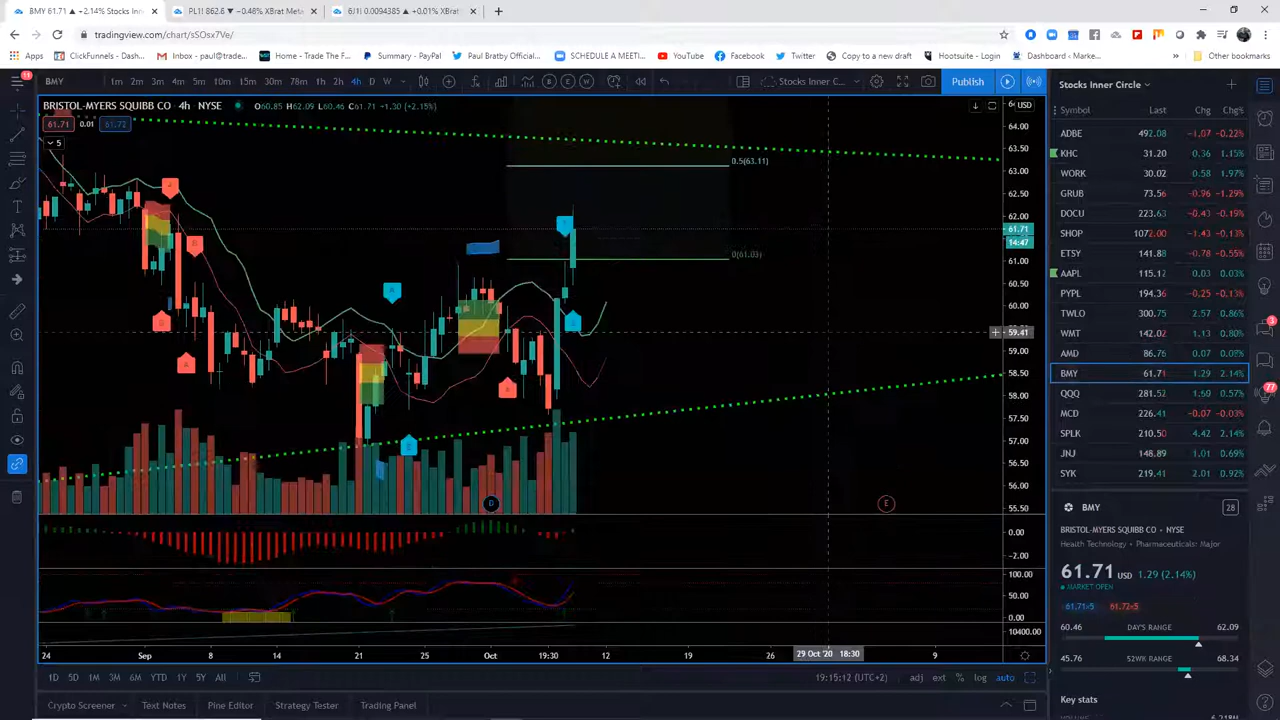 BMY 61.71 ▲ +2.14% Stocks Inne
PL1! 862.6 ▼ −0.46% XBrat Meta
6/1! 0.0094385 ▲ +0.01% XBrat
tradingview.com/chart/sSOsx7Ve/
ClickFunnels - Das
Inbox - paul@trade...
Home - Trade The F...
Summary - PayPal
Paul Bratby Official...
SCHEDULE A MEETI...
YouTube
Facebook
Twitter
Copy to new draft
Hootsuite
Dashboard ‹ Marke...
Other bookmarks
11
BMY
1m 2m 3m 4m 5m 10m 15m 30m 78m 1h 2h 4h D W
B E W
Stocks Inner C...
Publish
BRISTOL-MYERS SQUIBB CO • 4h • NYSE
O60.85 H62.09 L60.46 C61.71 +1.30 (+2.15%)
61.71 0.01 61.72
5
USD
64.00
63.50
63.00
62.50
62.00
61.71
14:47
61.00
60.00
59.41
59.00
58.50
58.00
57.50
57.00
56.50
56.00
55.50
0.5(63.11)
0(61.03)
D
E
0.00
−2.00
100.00
50.00
0.00
10400.00
24 Sep 8 14 21 25 Oct 19:30 12 19 26 29 Oct '20 18:30 9
1D 5D 1M 3M 6M YTD 1Y 5Y All
19:15:12 (UTC+2) adj ext % log auto
Crypto Screener Text Notes Pine Editor Strategy Tester Trading Panel
Stocks Inner Circle
Symbol Last Chg Chg%
ADBE 492.08 −1.07 −0.22%
KHC 31.20 0.36 1.15%
WORK 30.02 0.58 1.97%
GRUB 73.56 −0.96 −1.29%
DOCU 223.63 −0.43 −0.19%
SHOP 1072.00 −1.43 −0.13%
ETSY 141.88 −0.78 −0.55%
AAPL 115.12 0.03 0.03%
PYPL 194.36 −0.25 −0.13%
TWLO 300.75 2.57 0.86%
WMT 142.02 1.13 0.80%
AMD 86.76 0.07 0.09%
BMY 61.71 1.29 2.14%
QQQ 281.52 1.59 0.57%
MCD 226.41 −0.07 −0.03%
SPLK 210.50 4.42 2.14%
JNJ 148.89 1.01 0.69%
SYK 219.41 2.01 0.92%
BMY
28
BRISTOL-MYERS SQUIBB CO • NYSE
Health Technology • Pharmaceuticals: Major
61.71 USD 1.29 (2.14%)
MARKET OPEN
61.71×5 61.72×5
60.46 DAY'S RANGE 62.09
45.76 52WK RANGE 68.34
Key stats
3
77